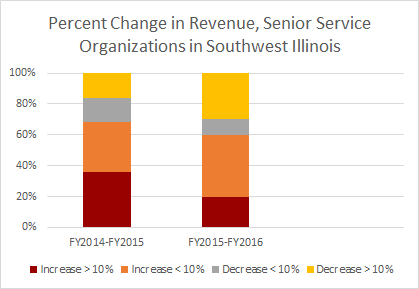 Percent Change in Revenue, Senior Service
Organizations in Southwest Illinois
100%
80%
60%
40%
20%
0%
FY2014-FY2015 FY2015-FY2016
Increase > 10% Increase < 10% Decrease < 10% Decrease > 10%